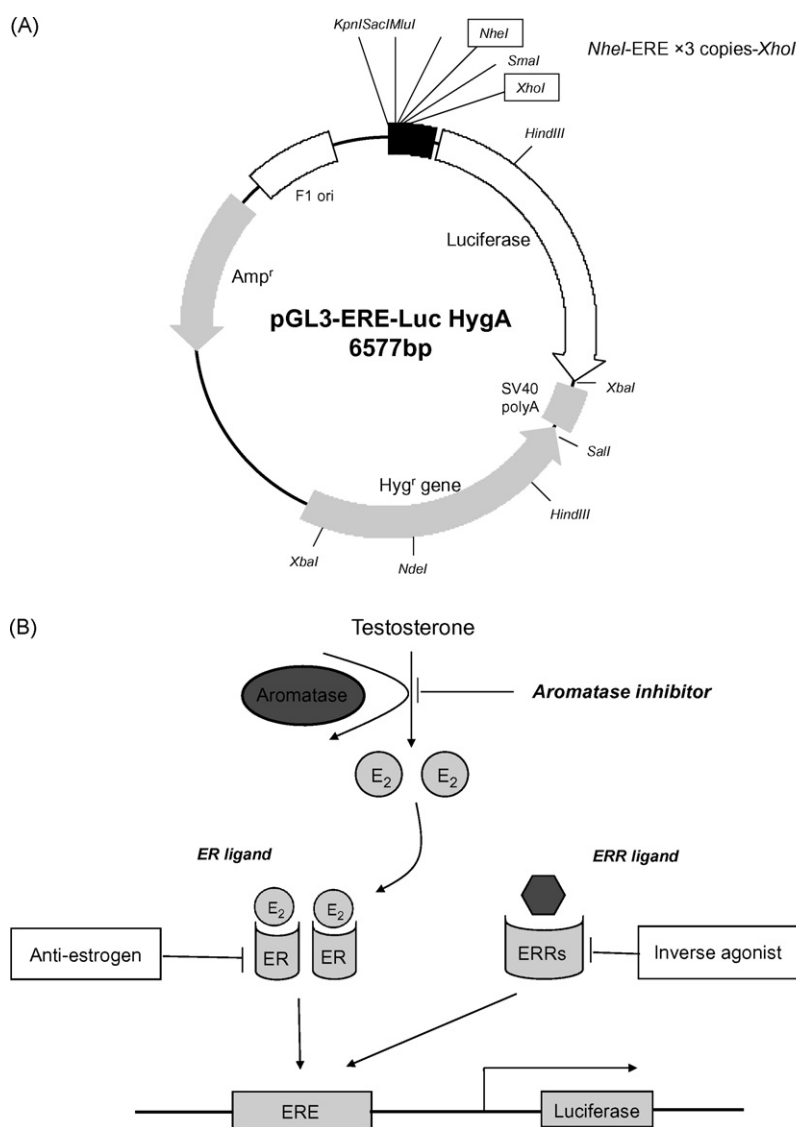 (A)
KpnISacIMluI
NheI
SmaI
XhoI
NheI-ERE ×3 copies-XhoI
HindIII
F1 ori
Luciferase
Ampr
pGL3-ERE-Luc HygA
6577bp
SV40
polyA
XbaI
SalI
Hygr gene
HindIII
XbaI
NdeI
(B)
Testosterone
Aromatase
Aromatase inhibitor
E2 E2
ER ligand
ERR ligand
E2 E2
Anti-estrogen
ER ER
ERRs
Inverse agonist
ERE
Luciferase